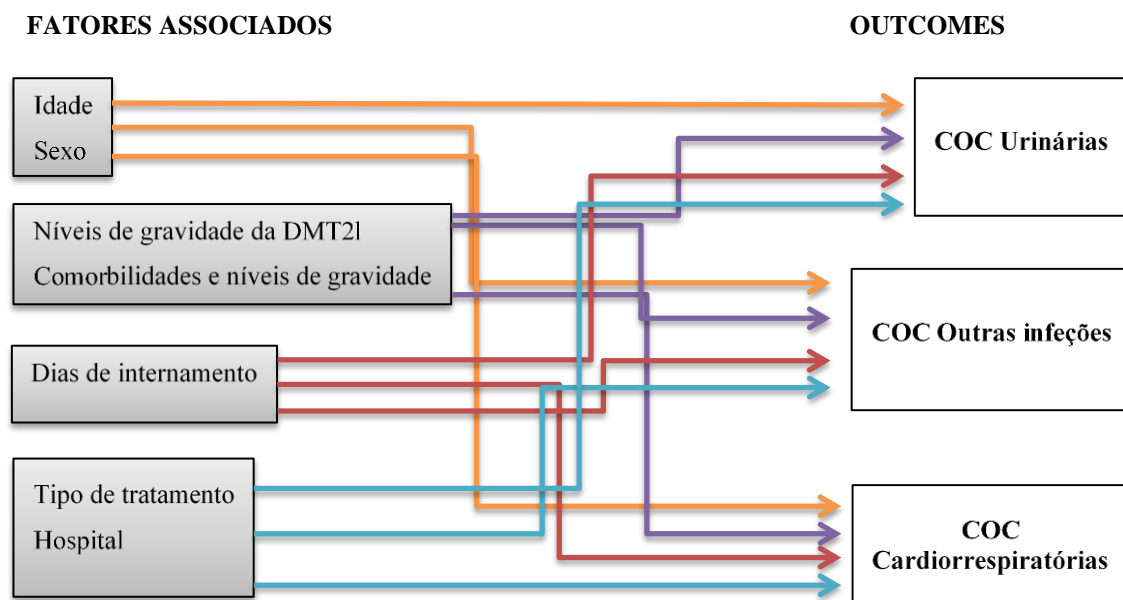 FATORES ASSOCIADOS
OUTCOMES
Idade
Sexo
COC Urinárias
Níveis de gravidade da DMT2l
Comorbilidades e níveis de gravidade
COC Outras infeções
Dias de internamento
Tipo de tratamento
Hospital
COC
Cardiorrespiratórias